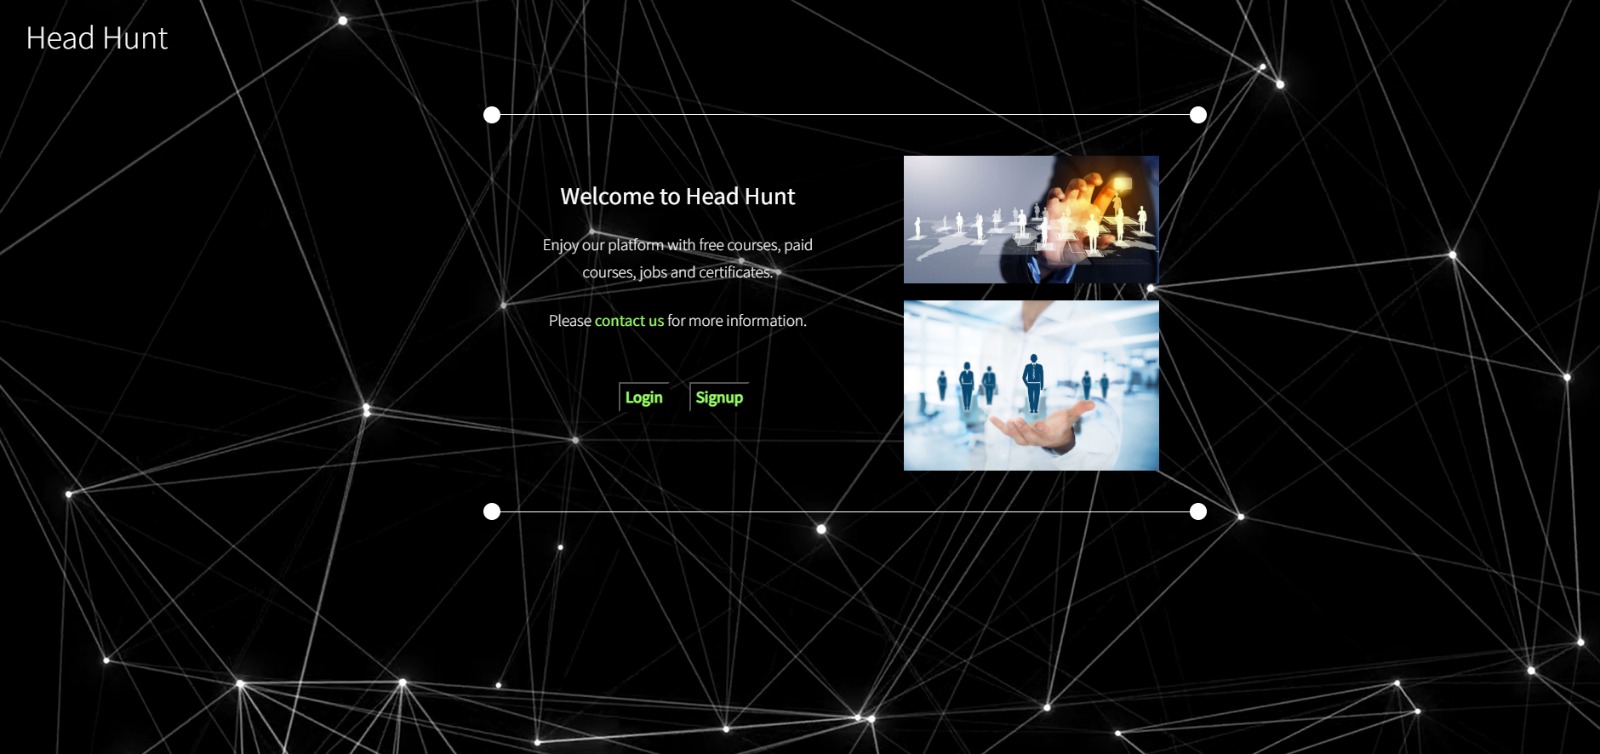 Head Hunt
Welcome to Head Hunt
Enjoy our platform with free courses, paid
courses, jobs and certificates.
Please contact us for more information.
Login Signup